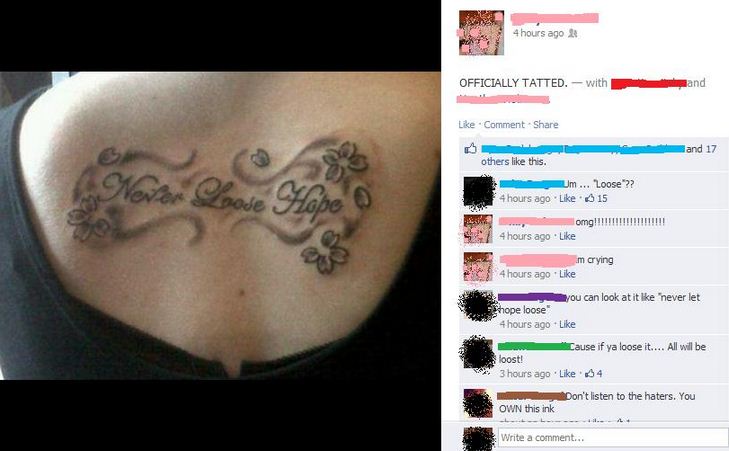 Never Loose Hope
4 hours ago
OFFICIALLY TATTED. — with and
Like · Comment · Share
and 17
others like this.
Um ... "Loose"??
4 hours ago · Like · 15
omg!!!!!!!!!!!!!!!!!!!!
4 hours ago · Like
m crying
4 hours ago · Like
you can look at it like "never let
hope loose"
4 hours ago · Like
Cause if ya loose it.... All will be
loost!
3 hours ago · Like · 4
Don't listen to the haters. You
OWN this ink
Write a comment...